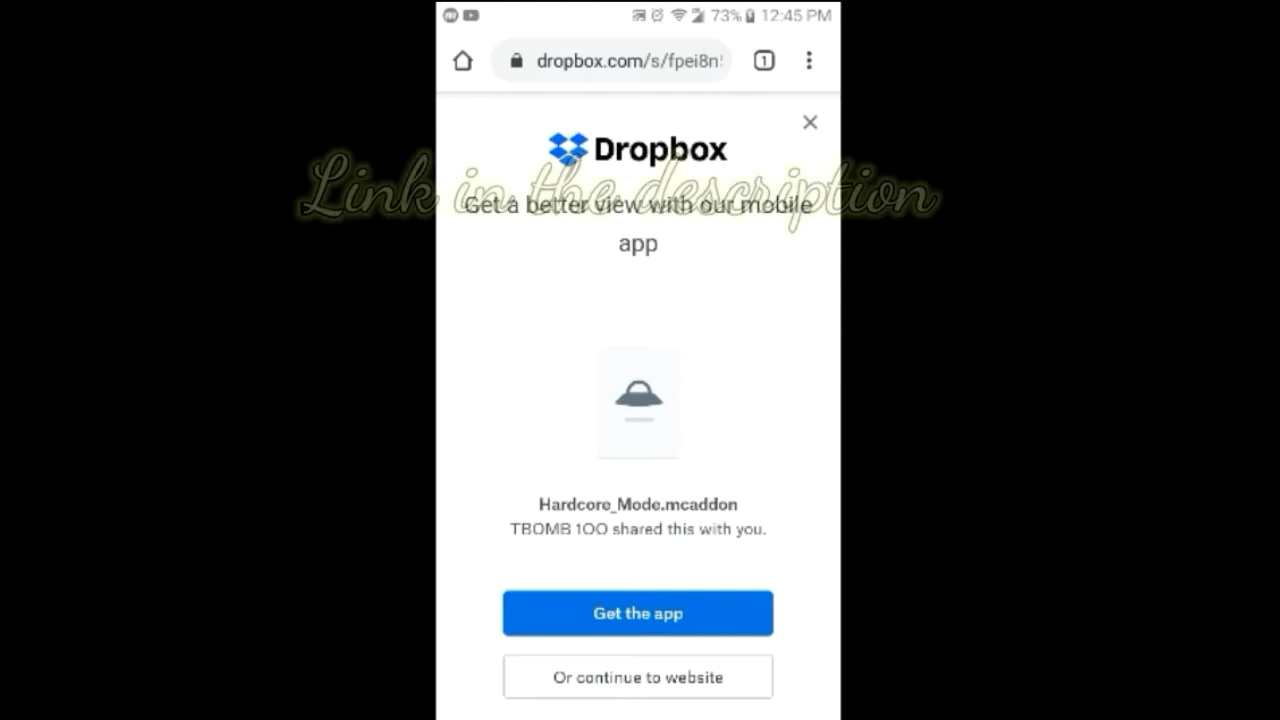 73% 12:45 PM
dropbox.com/s/fpei8n
1
Dropbox
Link in the description
Get a better view with our mobile
app
Hardcore_Mode.mcaddon
TBOMB 1OO shared this with you.
Get the app
Or continue to website